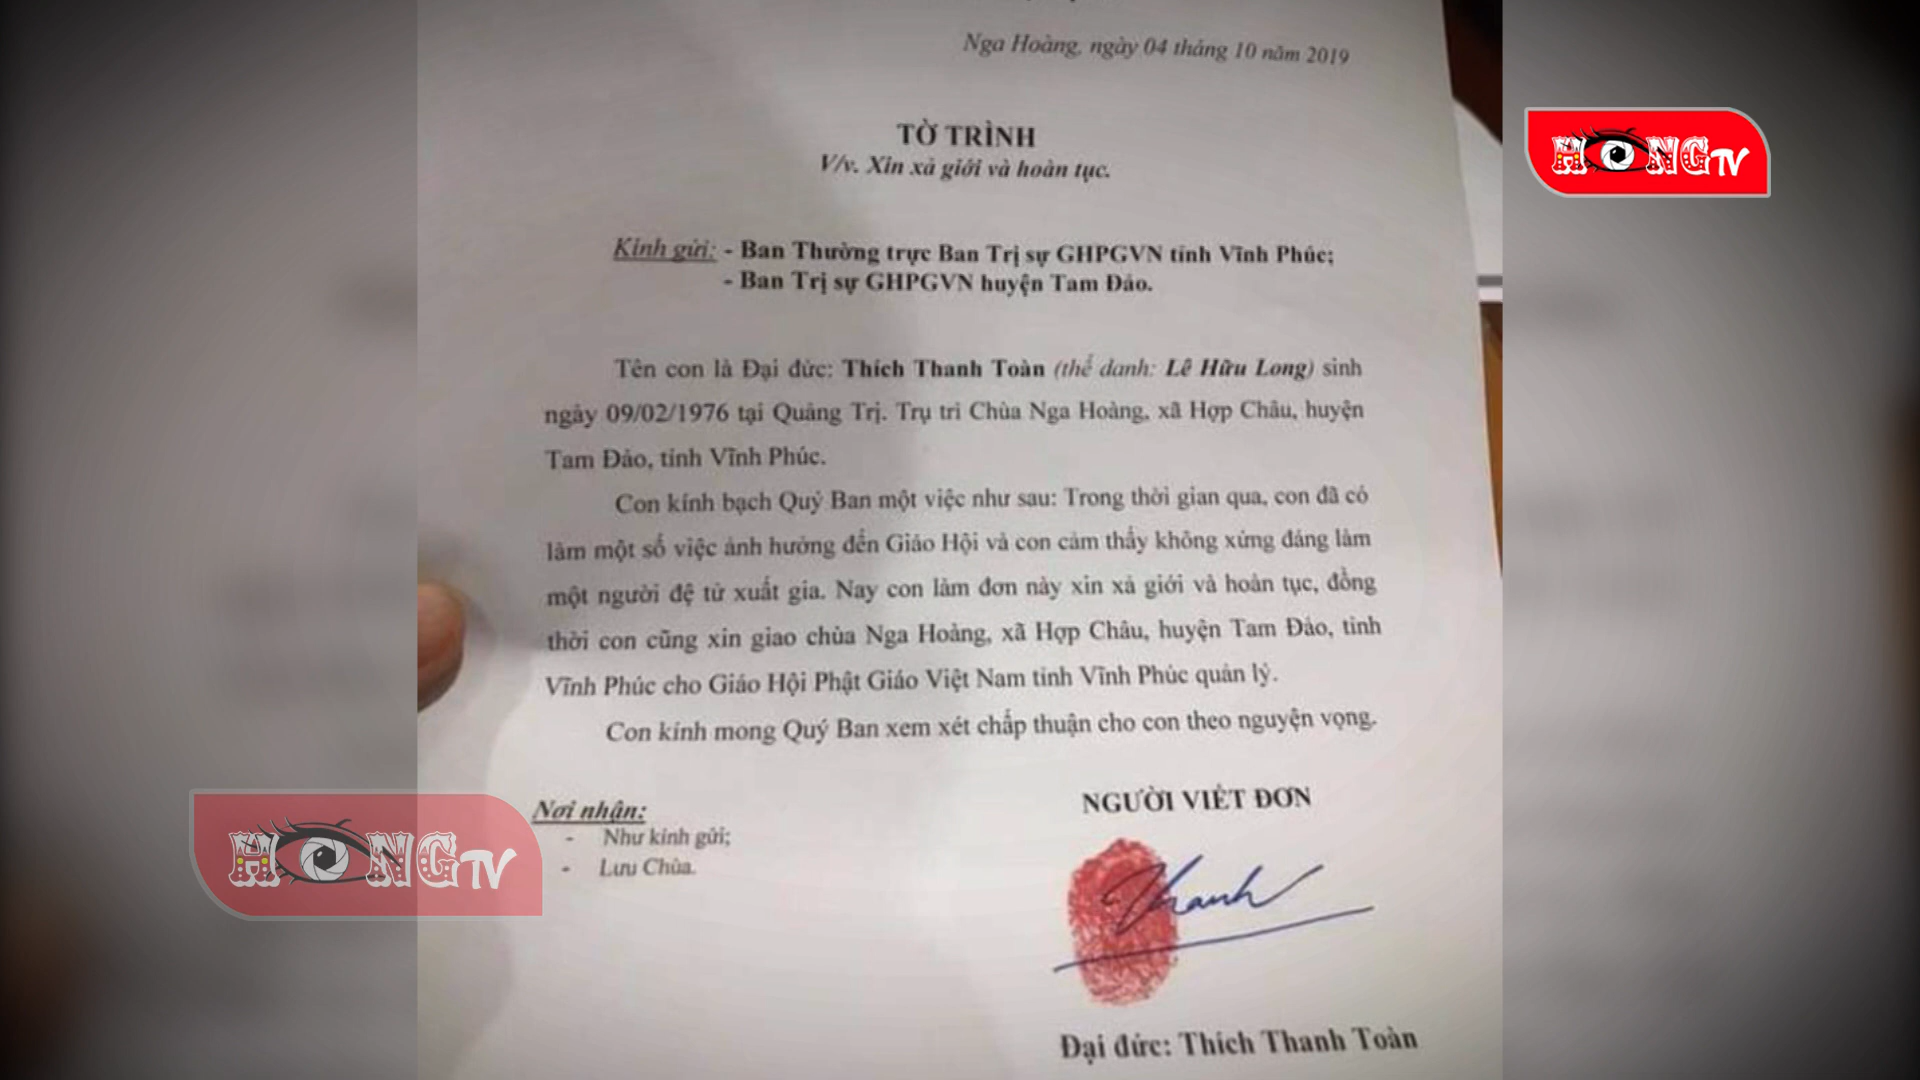 Nga Hoàng, ngày 04 tháng 10 năm 2019
TỜ TRÌNH
V/v. Xin xả giới và hoàn tục.
HONGTV
Kính gửi: - Ban Thường trực Ban Trị sự GHPGVN tỉnh Vĩnh Phúc;
- Ban Trị sự GHPGVN huyện Tam Đảo.
Tên con là Đại đức: Thích Thanh Toàn (thế danh: Lê Hữu Long) sinh
ngày 09/02/1976 tại Quảng Trị. Trụ trì Chùa Nga Hoàng, xã Hợp Châu, huyện
Tam Đảo, tỉnh Vĩnh Phúc.
Con kính bạch Quý Ban một việc như sau: Trong thời gian qua, con đã có
làm một số việc ảnh hưởng đến Giáo Hội và con cảm thấy không xứng đáng làm
một người đệ tử xuất gia. Nay con làm đơn này xin xả giới và hoàn tục, đồng
thời con cũng xin giao chùa Nga Hoàng, xã Hợp Châu, huyện Tam Đảo, tỉnh
Vĩnh Phúc cho Giáo Hội Phật Giáo Việt Nam tỉnh Vĩnh Phúc quản lý.
Con kính mong Quý Ban xem xét chấp thuận cho con theo nguyện vọng.
Nơi nhận:
- Như kính gửi;
- Lưu Chùa.
HONGTV
NGƯỜI VIẾT ĐƠN
Thanh
Đại đức: Thích Thanh Toàn